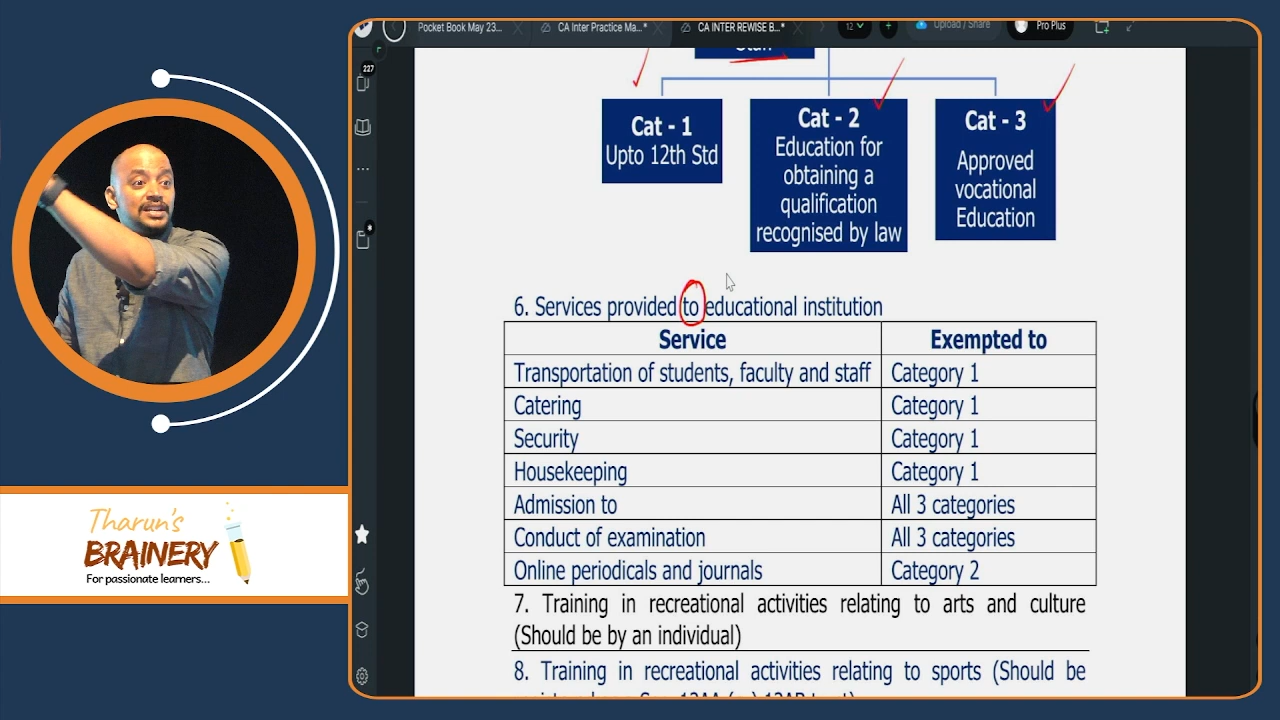 Pocket Book May 23...
CA Inter Practice Ma...*
CA INTER REWISE B...*
12
Upload / Share
Pro Plus
227
Staff
Cat - 1
Upto 12th Std
Cat - 2
Education for
obtaining a
qualification
recognised by law
Cat - 3
Approved
vocational
Education
6. Services provided to educational institution
Service Exempted to
Transportation of students, faculty and staff Category 1
Catering Category 1
Security Category 1
Housekeeping Category 1
Admission to All 3 categories
Conduct of examination All 3 categories
Online periodicals and journals Category 2
7. Training in recreational activities relating to arts and culture
(Should be by an individual)
8. Training in recreational activities relating to sports (Should be
Tharun's
BRAINERY
For passionate learners...